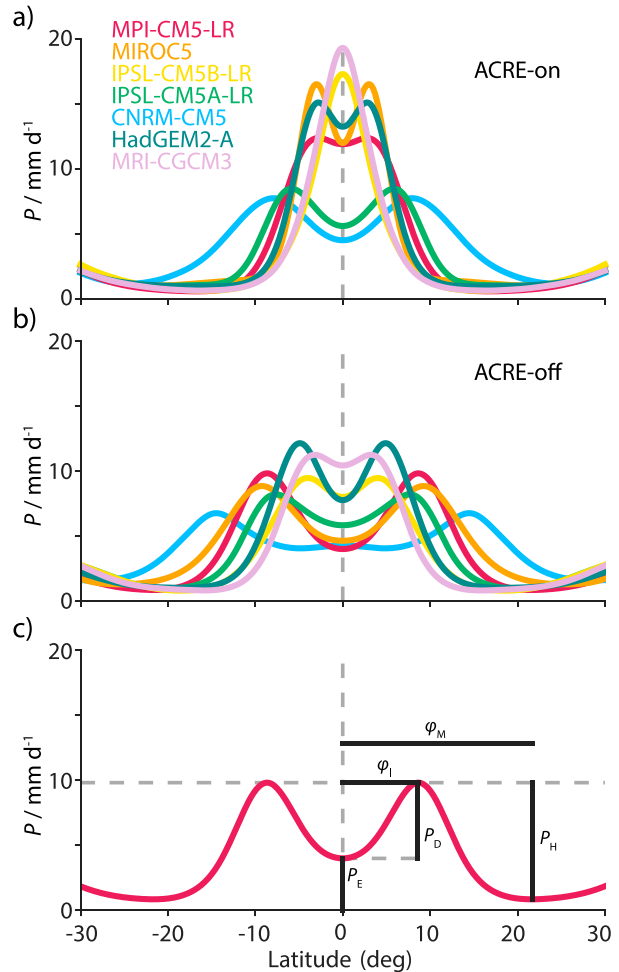 a)
MPI-CM5-LR
MIROC5
IPSL-CM5B-LR
IPSL-CM5A-LR
CNRM-CM5
HadGEM2-A
MRI-CGCM3
ACRE-on
20
10
0
P / mm d⁻¹
b)
ACRE-off
20
10
0
P / mm d⁻¹
c)
20
10
0
P / mm d⁻¹
φM
φI
PD
PH
PE
-30 -20 -10 0 10 20 30
Latitude (deg)